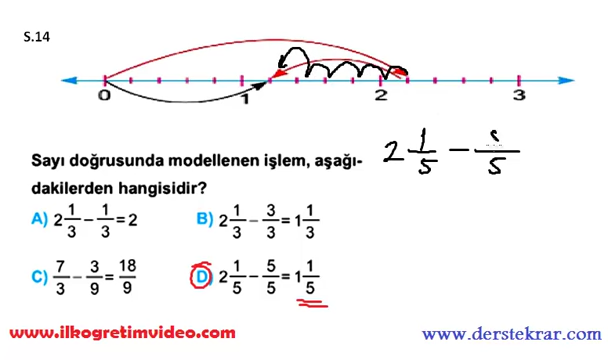 S.14
0 1 2 3
2 1/5 - /5
Sayı doğrusunda modellenen işlem, aşağı-
dakilerden hangisidir?
A) 2 1/3 - 1/3 = 2 B) 2 1/3 - 3/3 = 1 1/3
C) 7/3 - 3/9 = 18/9 D) 2 1/5 - 5/5 = 1 1/5
www.ilkogretimvideo.com www.derstekrar.com